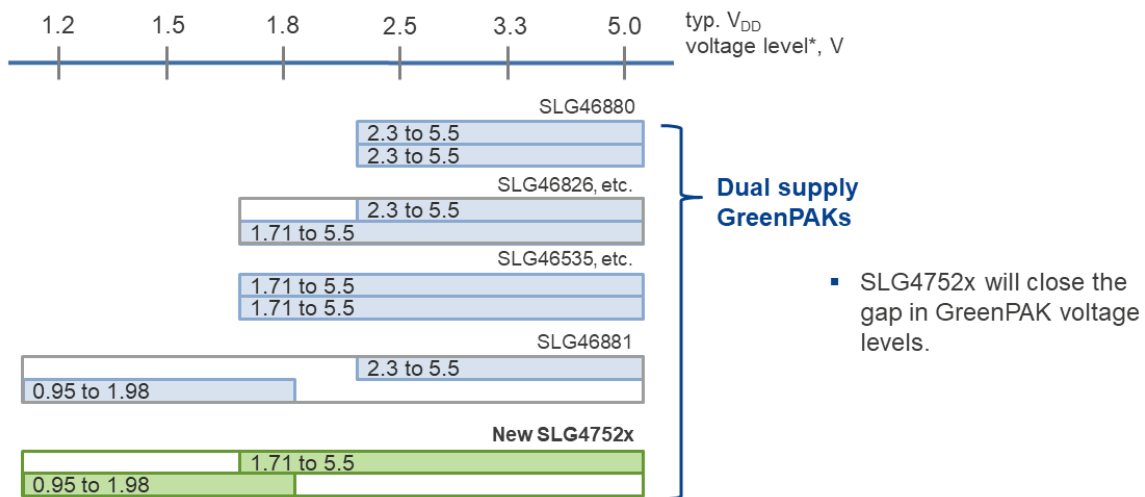 1.2 1.5 1.8 2.5 3.3 5.0 typ. VDD
voltage level*, V
SLG46880
2.3 to 5.5
2.3 to 5.5
SLG46826, etc.
2.3 to 5.5
1.71 to 5.5
SLG46535, etc.
1.71 to 5.5
1.71 to 5.5
SLG46881
2.3 to 5.5
0.95 to 1.98
New SLG4752x
1.71 to 5.5
0.95 to 1.98
Dual supply
GreenPAKs
▪ SLG4752x will close the
gap in GreenPAK voltage
levels.